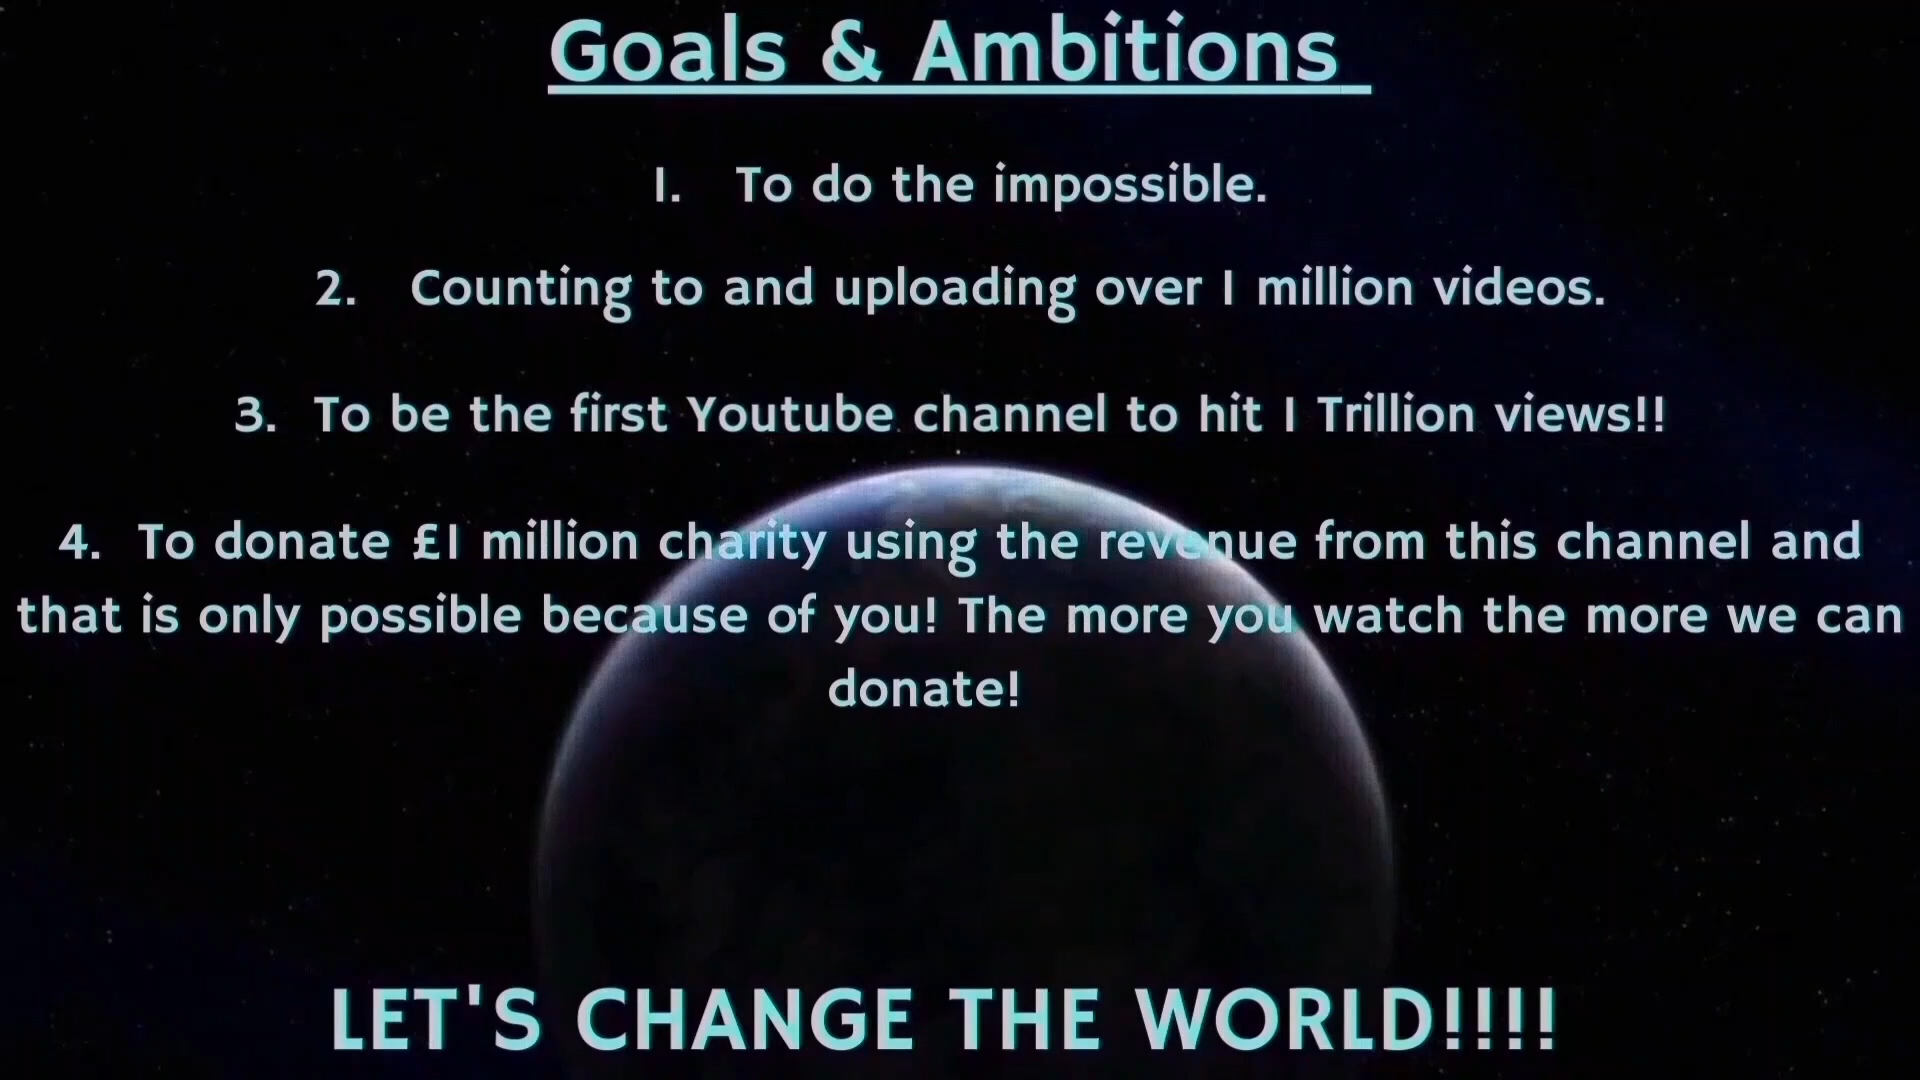 Goals & Ambitions
1. To do the impossible.
2. Counting to and uploading over 1 million videos.
3. To be the first Youtube channel to hit 1 Trillion views!!
4. To donate £1 million charity using the revenue from this channel and
that is only possible because of you! The more you watch the more we can
donate!
LET'S CHANGE THE WORLD!!!!